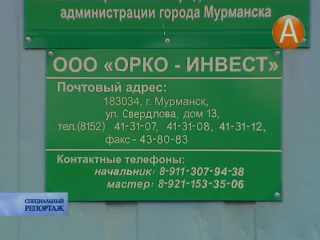 администрации города Мурманска
А
ООО «ОРКО - ИНВЕСТ»
Почтовый адрес:
183034, г. Мурманск,
ул. Свердлова, дом 13,
тел.(8152) 41-31-07, 41-31-08, 41-31-12,
факс - 43-80-83
Контактные телефоны:
начальник: 8-911-307-94-38
мастер: 8-921-153-35-06
СПЕЦИАЛЬНЫЙ
РЕПОРТАЖ